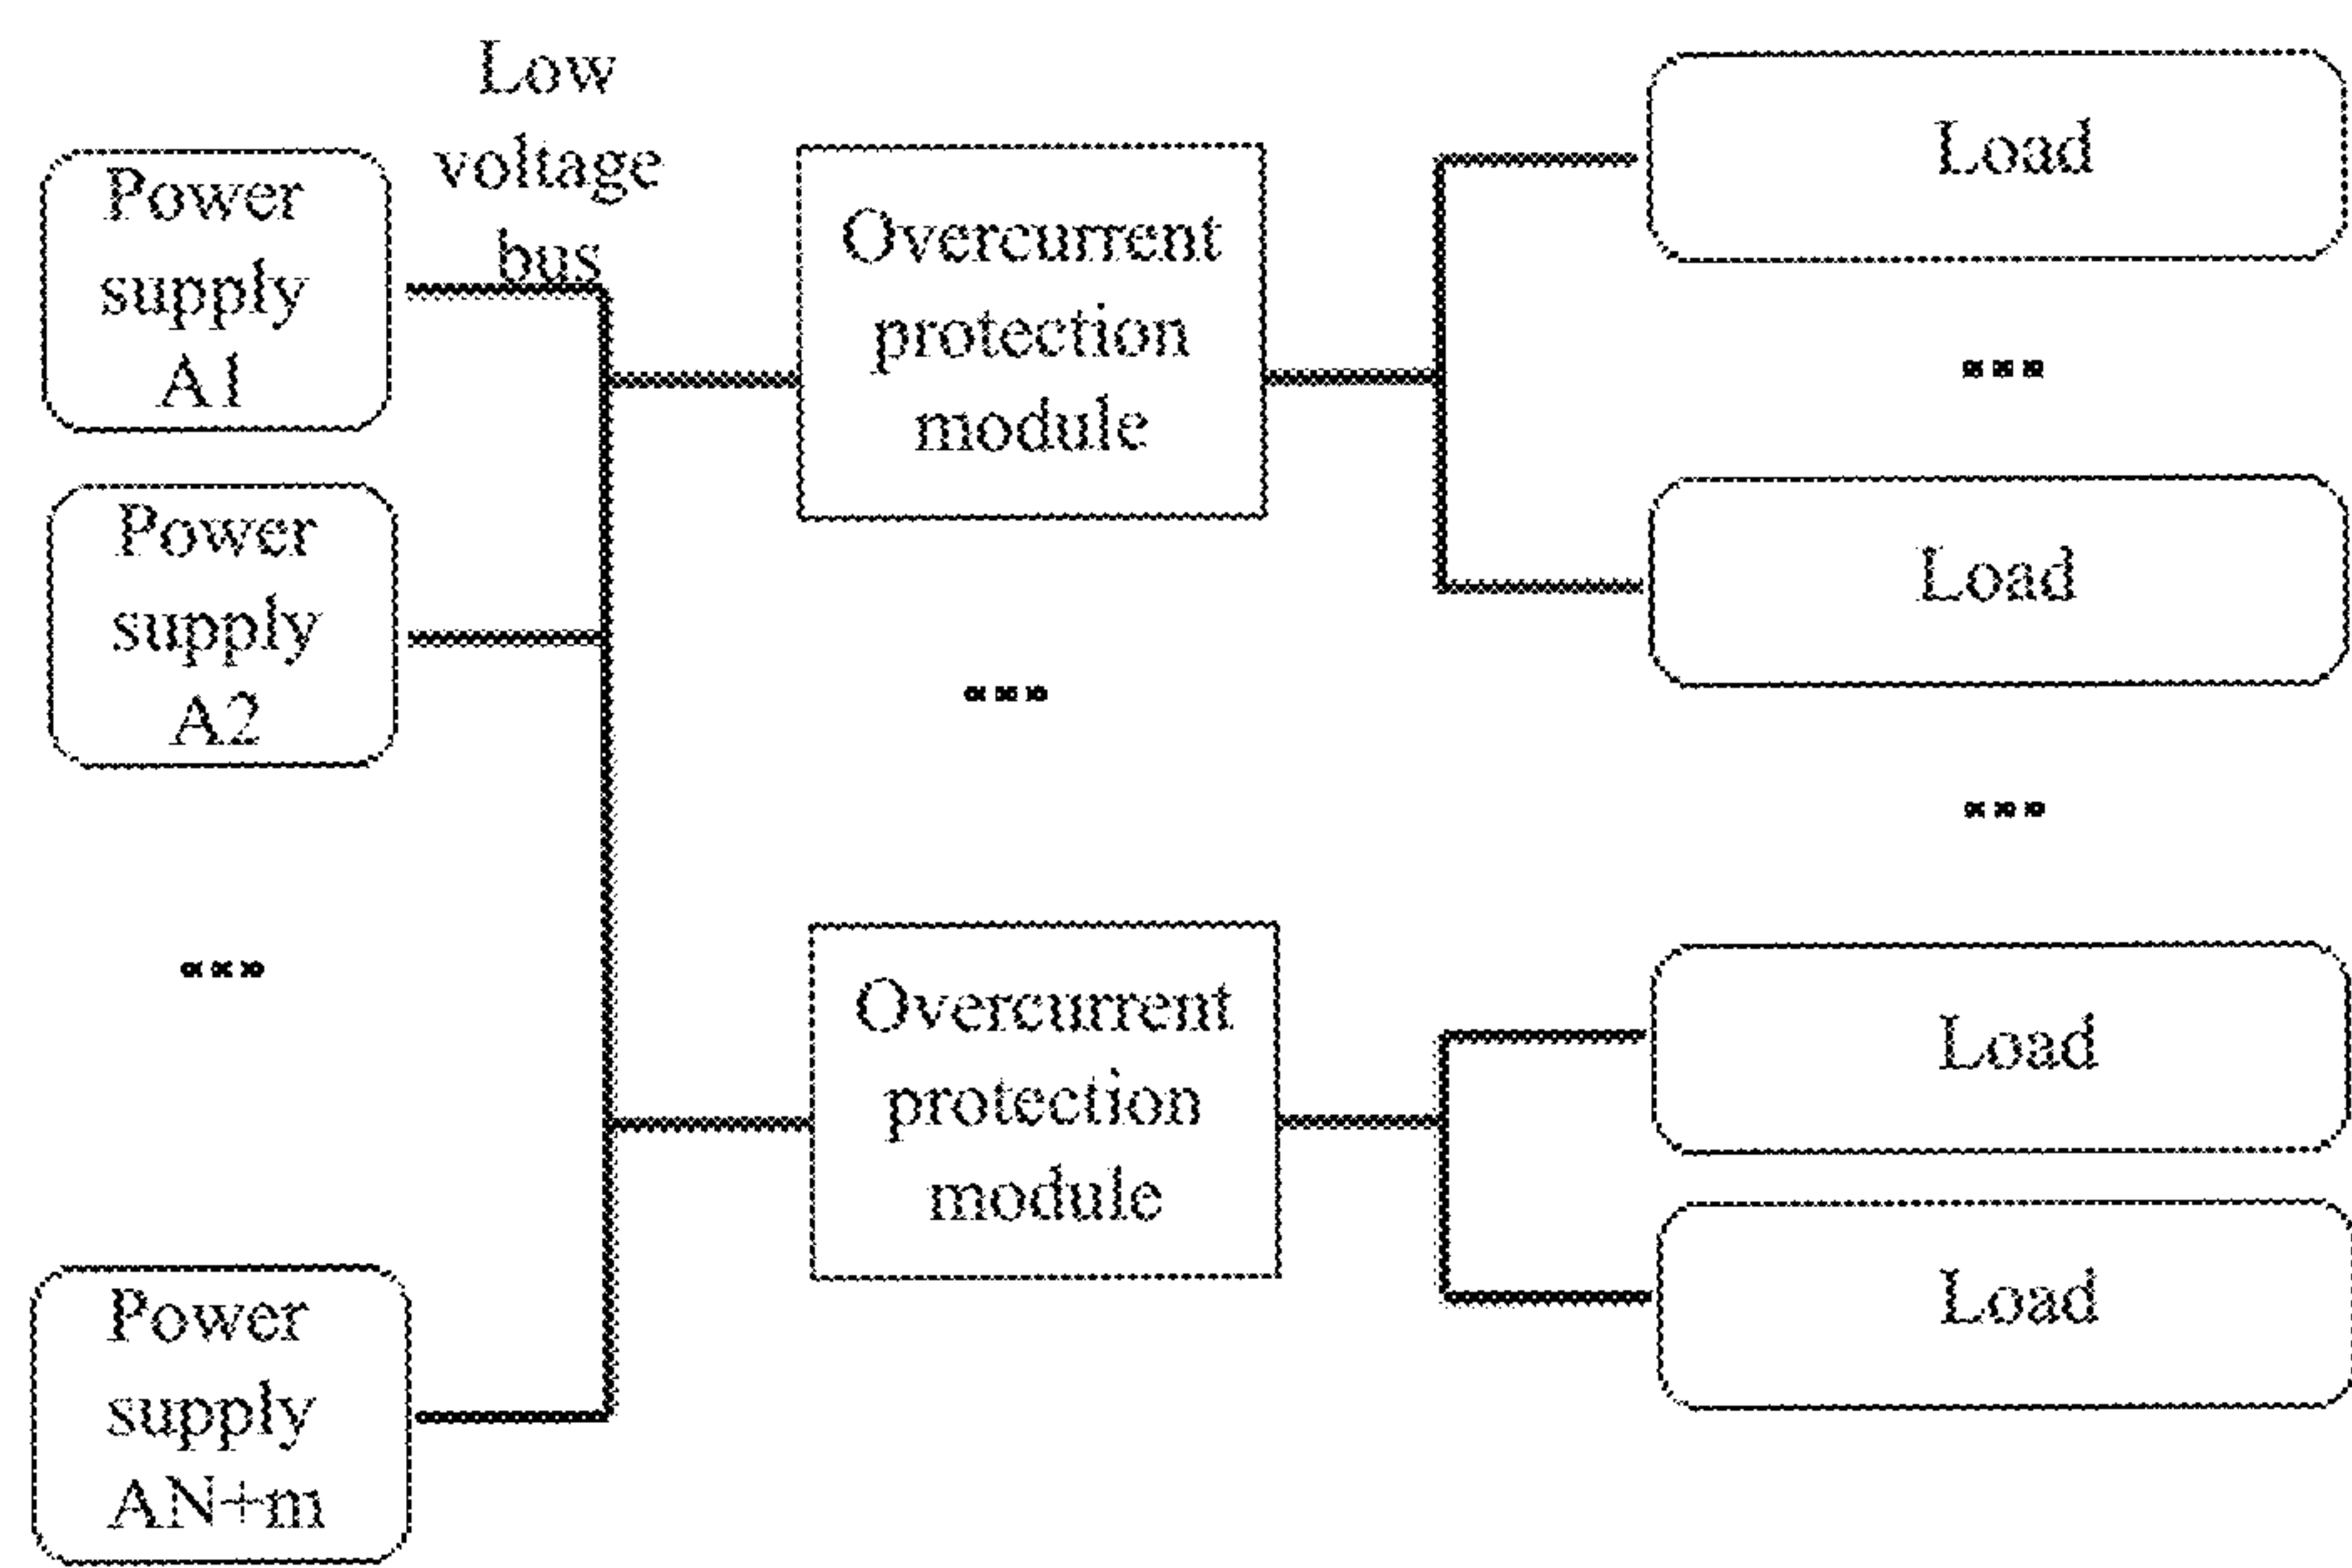 Low
voltage
bus
Power
supply
A1
Power
supply
A2
...
Power
supply
AN+m
Overcurrent
protection
module
...
Overcurrent
protection
module
Load
...
Load
...
Load
Load